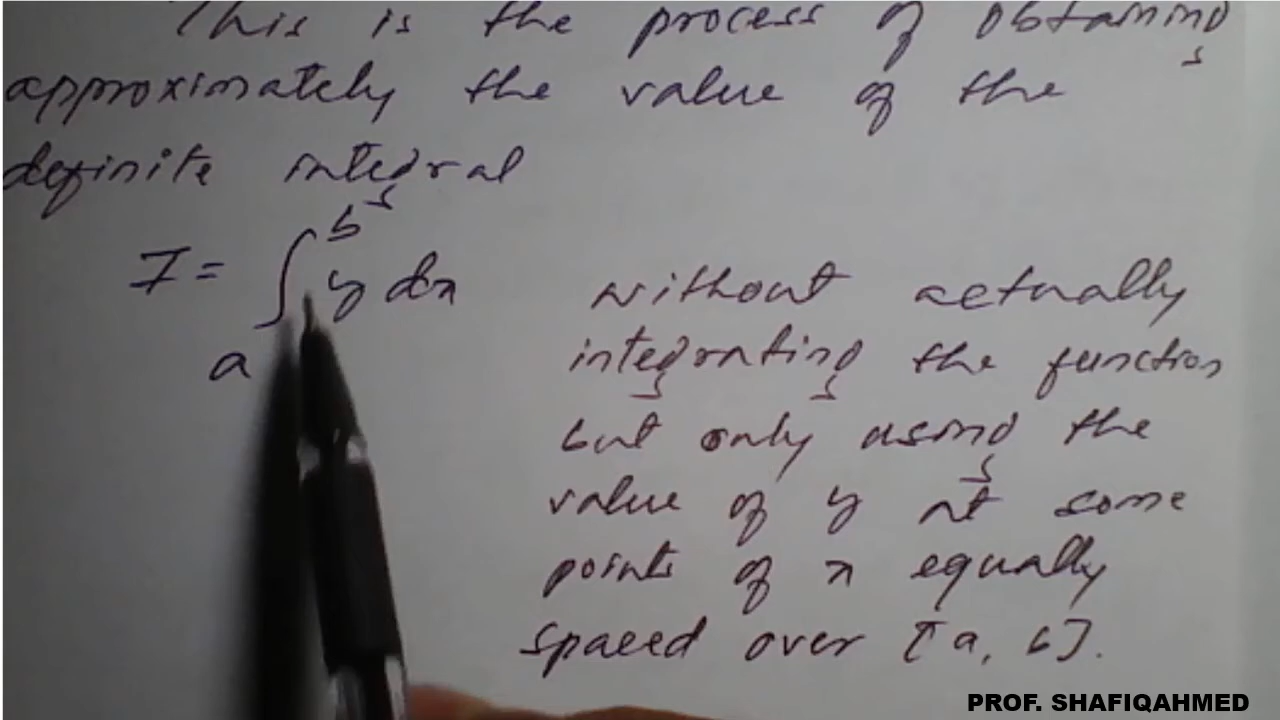 This is the process of obtaining
approximately the value of the
definite integral
I = ∫ₐᵇ y dx
without actually
integrating the function
but only using the
value of y at some
points of x equally
spaced over [a, b].
PROF. SHAFIQAHMED